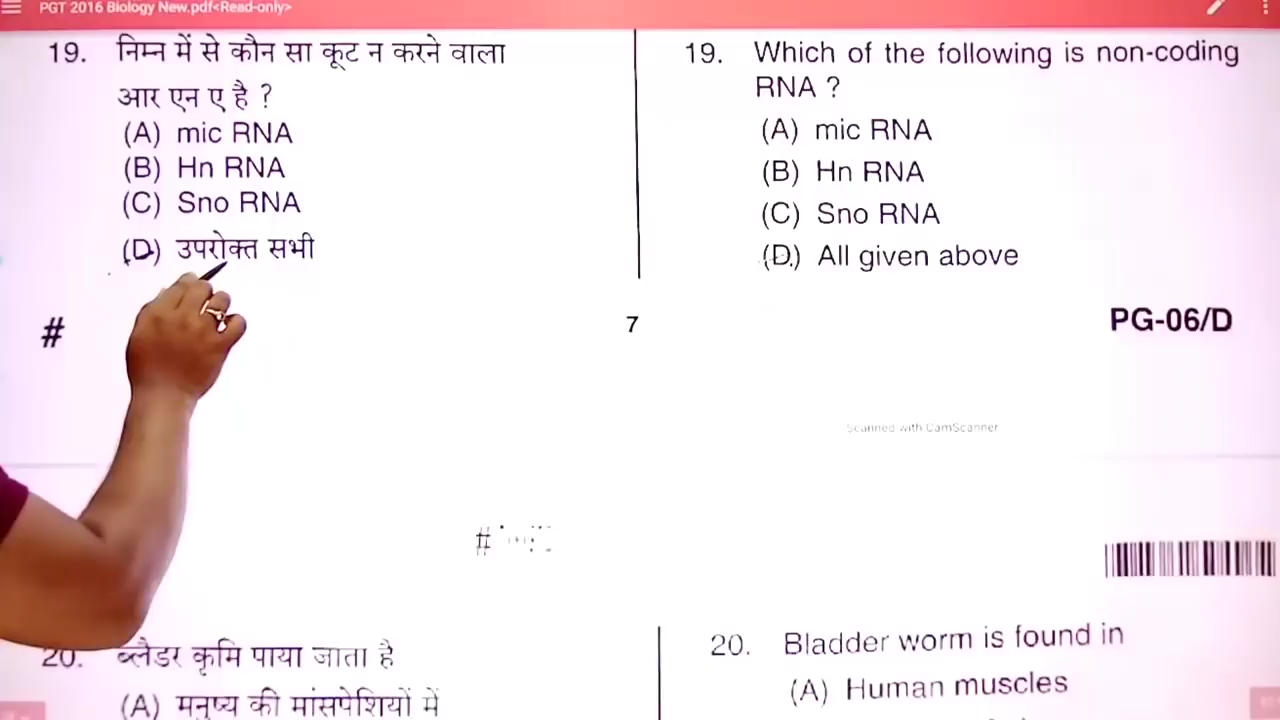 PGT 2016 Biology New.pdf<Read-only>
19. निम्न में से कौन सा कूट न करने वाला
आर एन ए है ?
(A) mic RNA
(B) Hn RNA
(C) Sno RNA
(D) उपरोक्त सभी
19. Which of the following is non-coding
RNA ?
(A) mic RNA
(B) Hn RNA
(C) Sno RNA
(D) All given above
#
7
PG-06/D
Scanned with CamScanner
#
20. ब्लैडर कृमि पाया जाता है
(A) मनुष्य की मांसपेशियों में
20. Bladder worm is found in
(A) Human muscles